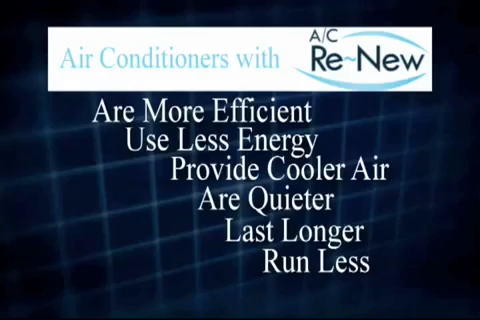 Air Conditioners with A/C Re~New
Are More Efficient
Use Less Energy
Provide Cooler Air
Are Quieter
Last Longer
Run Less